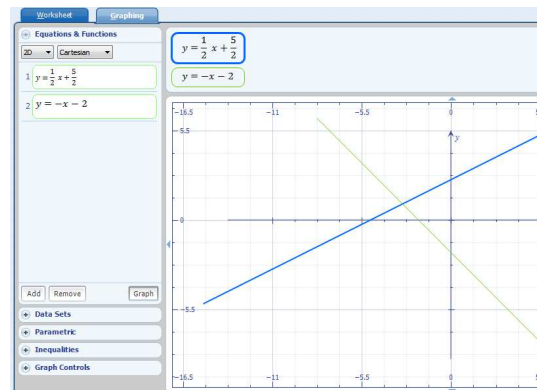 Worksheet
Graphing
Equations & Functions
2D Cartesian
1 y = 1/2 x + 5/2
2 y = −x − 2
Add Remove Graph
Data Sets
Parametric
Inequalities
Graph Controls
y = 1/2 x + 5/2
y = −x − 2
−16.5 −11 −5.5 0 5
5.5
y
0
−5.5
−16.5 −11 −5.5 0 5